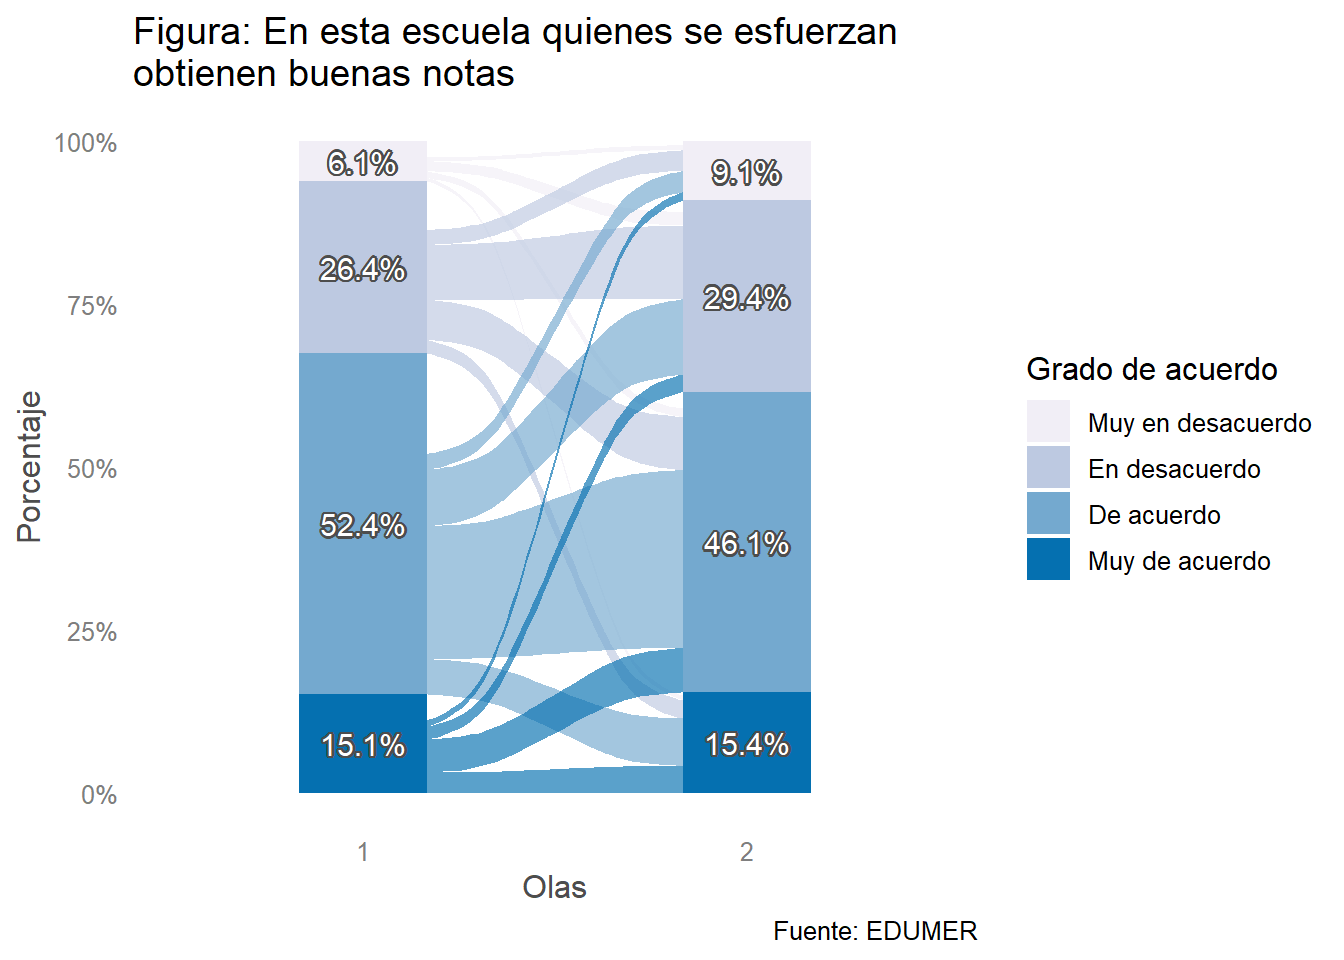 Figura: En esta escuela quienes se esfuerzan
obtienen buenas notas
Porcentaje
100%
75%
50%
25%
0%
6.1%
26.4%
52.4%
15.1%
9.1%
29.4%
46.1%
15.4%
1
2
Olas
Grado de acuerdo
Muy en desacuerdo
En desacuerdo
De acuerdo
Muy de acuerdo
Fuente: EDUMER